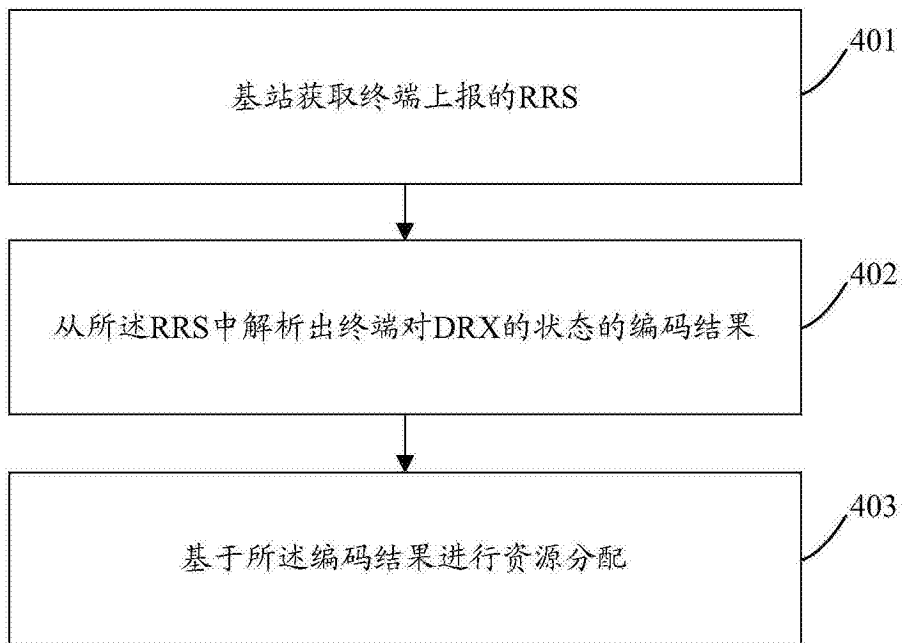 基站获取终端上报的RRS
401
从所述RRS中解析出终端对DRX的状态的编码结果
402
基于所述编码结果进行资源分配
403